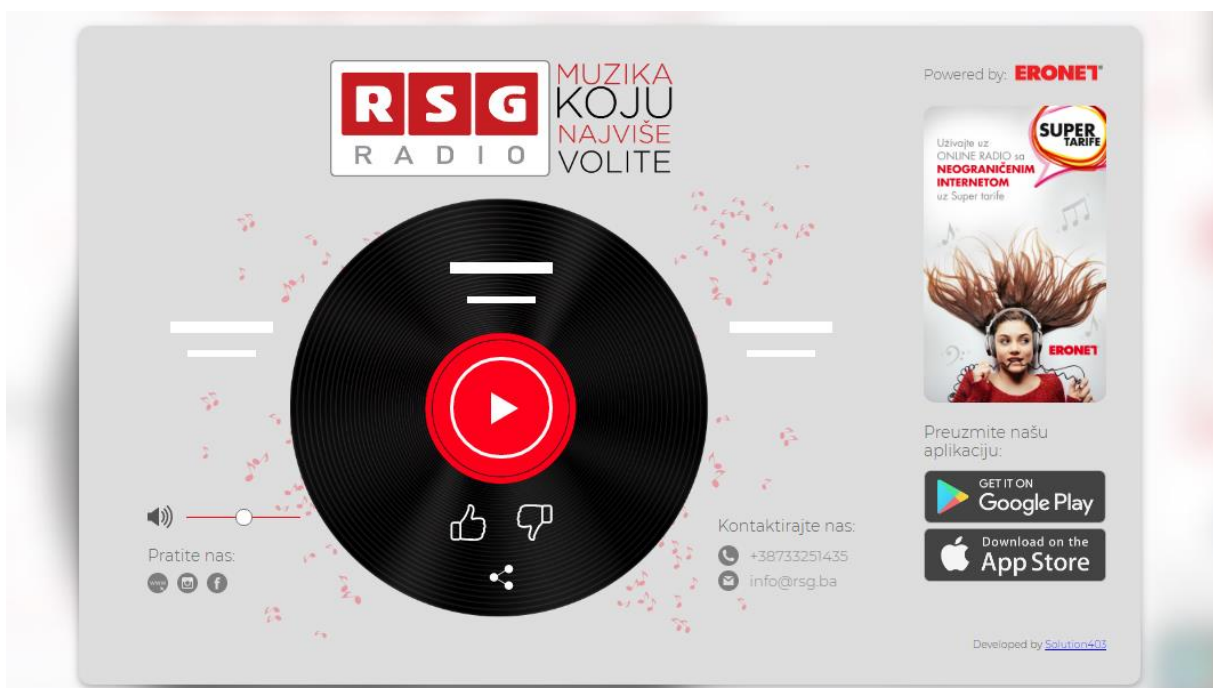 RSG
RADIO
MUZIKA
KOJU
NAJVIŠE
VOLITE
Pratite nas:
www
Kontaktirajte nas:
+38733251435
info@rsg.ba
Powered by: ERONET
SUPER
TARIFE
Uživajte uz
ONLINE RADIO sa
NEOGRANIČENIM
INTERNETOM
uz Super tarife
ERONET
Preuzmite našu
aplikaciju:
GET IT ON
Google Play
Download on the
App Store
Developed by Solution403